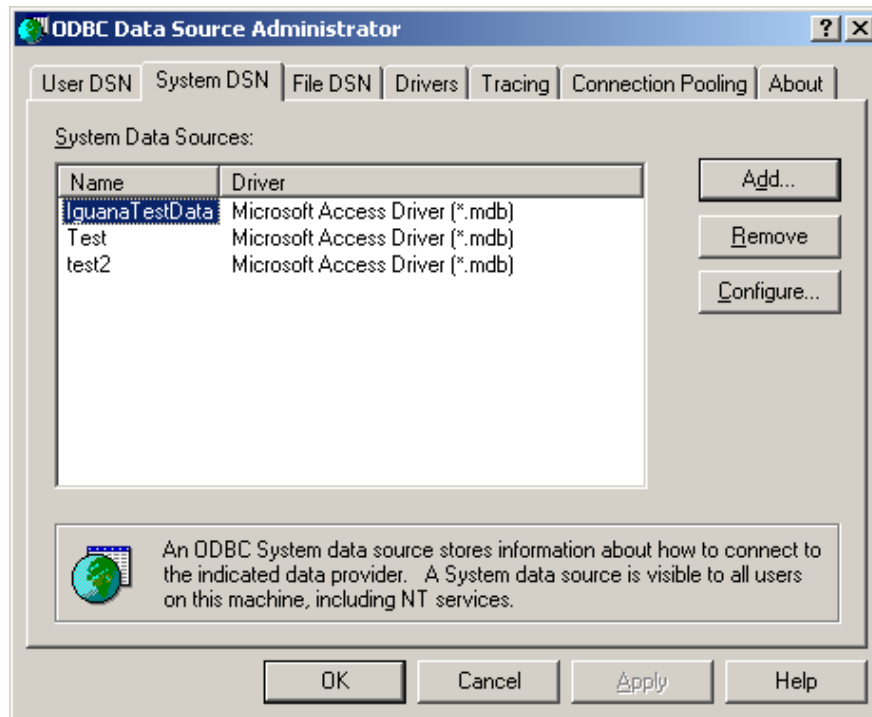 ODBC Data Source Administrator
User DSN System DSN File DSN Drivers Tracing Connection Pooling About
System Data Sources:
Name Driver
IguanaTestData Microsoft Access Driver (*.mdb)
Test Microsoft Access Driver (*.mdb)
test2 Microsoft Access Driver (*.mdb)
Add...
Remove
Configure...
An ODBC System data source stores information about how to connect to
the indicated data provider. A System data source is visible to all users
on this machine, including NT services.
OK Cancel Apply Help